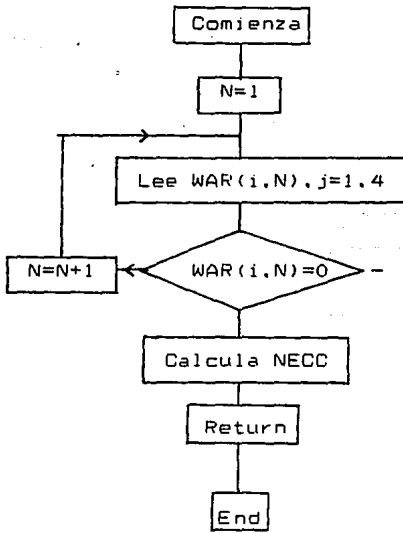 Comienza
N=1
Lee WAR(i,N),j=1,4
N=N+1
WAR(i,N)=0
Calcula NECC
Return
End